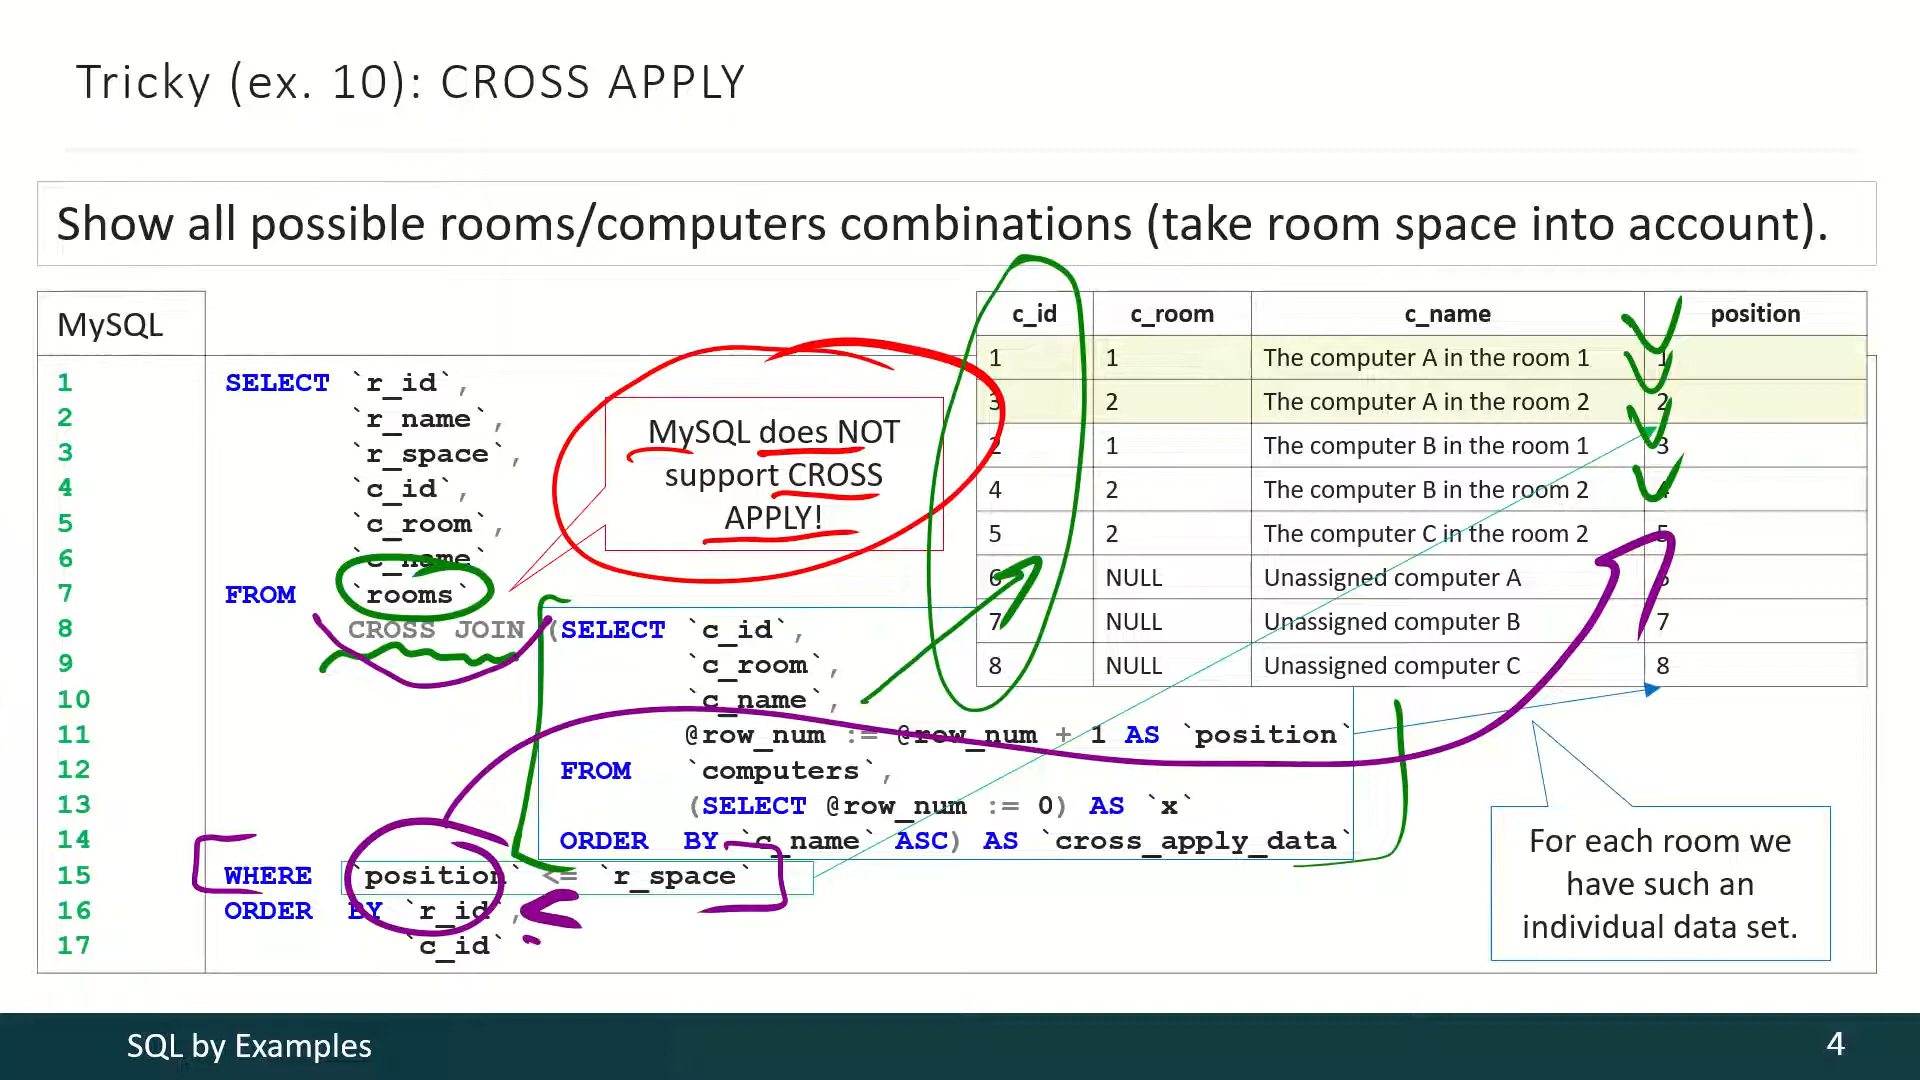 Tricky (ex. 10): CROSS APPLY
Show all possible rooms/computers combinations (take room space into account).
MySQL
1 SELECT `r_id`,
2 `r_name`,
3 `r_space`,
4 `c_id`,
5 `c_room`,
6 `c_name`
7 FROM `rooms`
8 CROSS JOIN (SELECT `c_id`,
9 `c_room`,
10 `c_name`,
11 @row_num := @row_num + 1 AS `position`
12 FROM `computers`,
13 (SELECT @row_num := 0) AS `x`
14 ORDER BY `c_name` ASC) AS `cross_apply_data`
15 WHERE `position` <= `r_space`
16 ORDER BY `r_id`,
17 `c_id`
MySQL does NOT
support CROSS
APPLY!
c_id c_room c_name position
1 1 The computer A in the room 1 1
3 2 The computer A in the room 2 2
2 1 The computer B in the room 1 3
4 2 The computer B in the room 2 4
5 2 The computer C in the room 2 5
6 NULL Unassigned computer A 6
7 NULL Unassigned computer B 7
8 NULL Unassigned computer C 8
For each room we
have such an
individual data set.
SQL by Examples
4